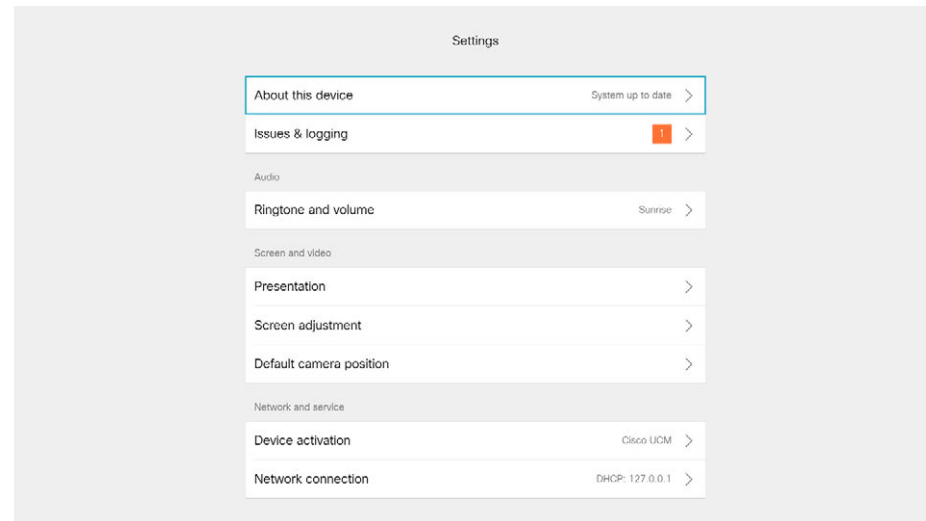 Settings
About this device System up to date
Issues & logging 1
Audio
Ringtone and volume Sunrise
Screen and video
Presentation
Screen adjustment
Default camera position
Network and service
Device activation Cisco UCM
Network connection DHCP: 127.0.0.1